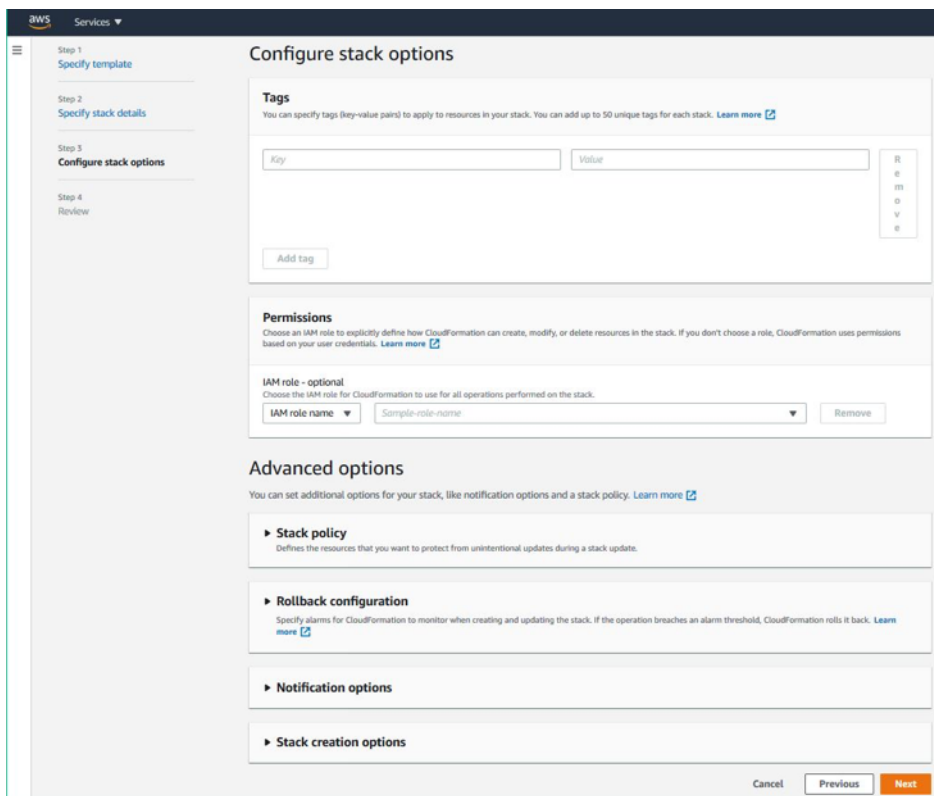 aws
Services ▼
Step 1
Specify template
Step 2
Specify stack details
Step 3
Configure stack options
Step 4
Review
Configure stack options
Tags
You can specify tags (key-value pairs) to apply to resources in your stack. You can add up to 50 unique tags for each stack. Learn more
Key
Value
Remove
Add tag
Permissions
Choose an IAM role to explicitly define how CloudFormation can create, modify, or delete resources in the stack. If you don't choose a role, CloudFormation uses permissions
based on your user credentials. Learn more
IAM role - optional
Choose the IAM role for CloudFormation to use for all operations performed on the stack.
IAM role name ▼
Sample-role-name ▼
Remove
Advanced options
You can set additional options for your stack, like notification options and a stack policy. Learn more
▶ Stack policy
Defines the resources that you want to protect from unintentional updates during a stack update.
▶ Rollback configuration
Specify alarms for CloudFormation to monitor when creating and updating the stack. If the operation breaches an alarm threshold, CloudFormation rolls it back. Learn
more
▶ Notification options
▶ Stack creation options
Cancel
Previous
Next